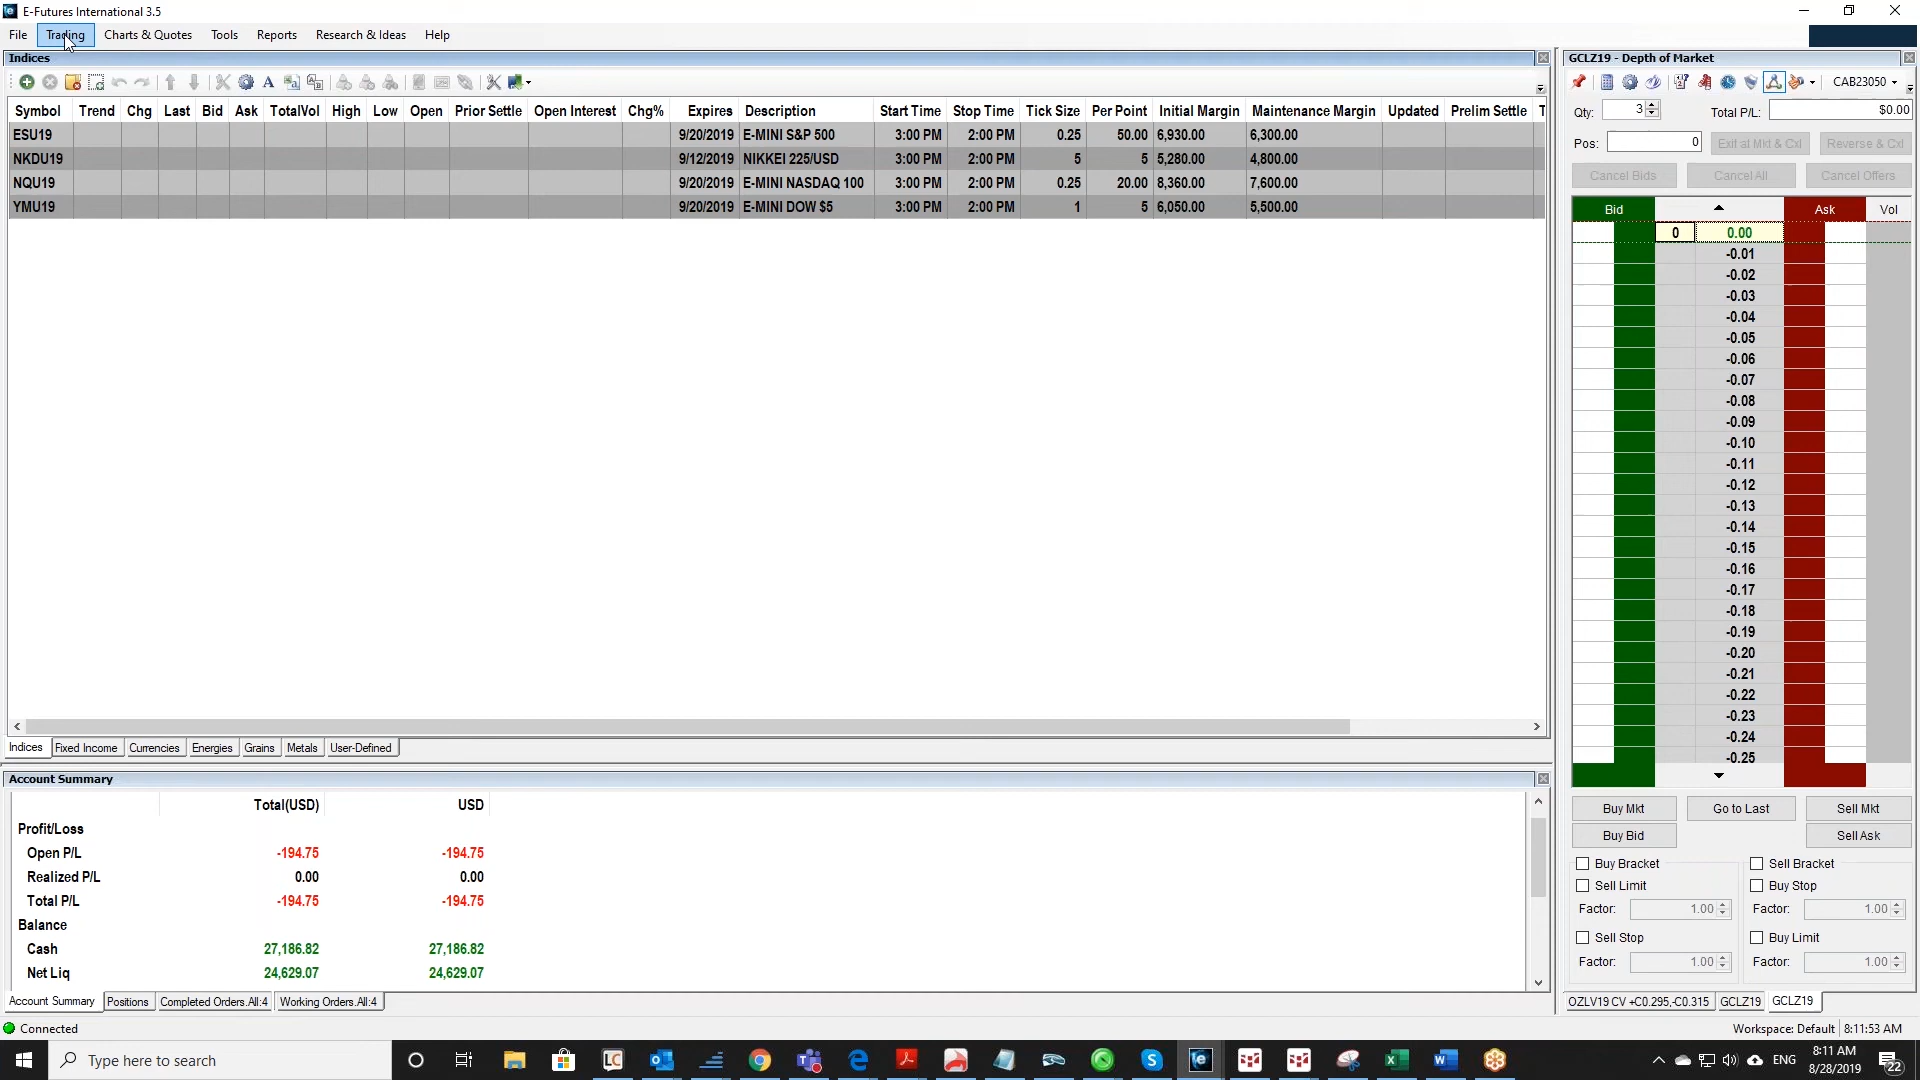 E-Futures International 3.5
File Trading Charts & Quotes Tools Reports Research & Ideas Help
Indices
Symbol Trend Chg Last Bid Ask TotalVol High Low Open Prior Settle Open Interest Chg% Expires Description Start Time Stop Time Tick Size Per Point Initial Margin Maintenance Margin Updated Prelim Settle T
ESU19 9/20/2019 E-MINI S&P 500 3:00 PM 2:00 PM 0.25 50.00 6,930.00 6,300.00
NKDU19 9/12/2019 NIKKEI 225/USD 3:00 PM 2:00 PM 5 5 5,280.00 4,800.00
NQU19 9/20/2019 E-MINI NASDAQ 100 3:00 PM 2:00 PM 0.25 20.00 8,360.00 7,600.00
YMU19 9/20/2019 E-MINI DOW $5 3:00 PM 2:00 PM 1 5 6,050.00 5,500.00
Indices Fixed Income Currencies Energies Grains Metals User-Defined
Account Summary
Total(USD) USD
Profit/Loss
Open P/L -194.75 -194.75
Realized P/L 0.00 0.00
Total P/L -194.75 -194.75
Balance
Cash 27,186.82 27,186.82
Net Liq 24,629.07 24,629.07
Account Summary Positions Completed Orders.All:4 Working Orders.All:4
Connected
GCLZ19 - Depth of Market
CAB23050
Qty: 3 Total P/L: $0.00
Pos: 0 Exit at Mkt & Cxl Reverse & Cxl
Cancel Bids Cancel All Cancel Offers
Bid Ask Vol
0 0.00
-0.01
-0.02
-0.03
-0.04
-0.05
-0.06
-0.07
-0.08
-0.09
-0.10
-0.11
-0.12
-0.13
-0.14
-0.15
-0.16
-0.17
-0.18
-0.19
-0.20
-0.21
-0.22
-0.23
-0.24
-0.25
Buy Mkt Go to Last Sell Mkt
Buy Bid Sell Ask
Buy Bracket Sell Bracket
Sell Limit Buy Stop
Factor: 1.00 Factor: 1.00
Sell Stop Buy Limit
Factor: 1.00 Factor: 1.00
OZLV19 CV +C0.295,-C0.315 GCLZ19 GCLZ19
Workspace: Default 8:11:53 AM
Type here to search
ENG
8:11 AM
8/28/2019
22